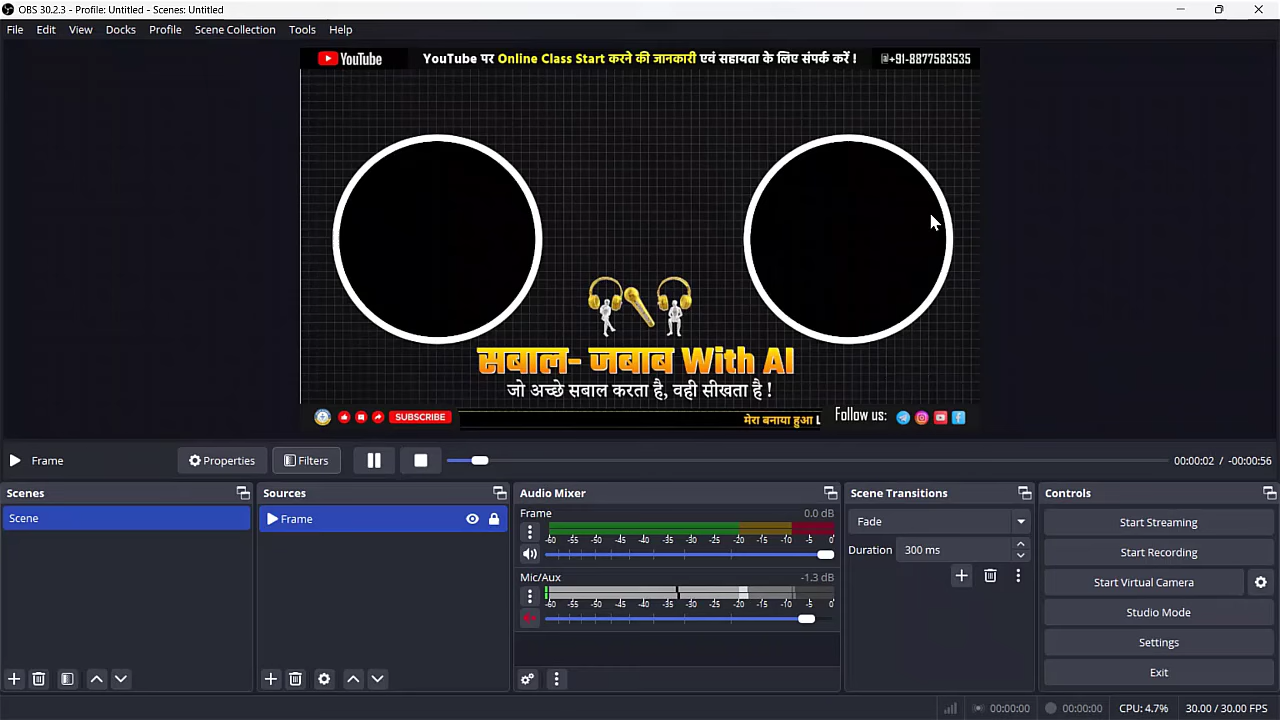 OBS 30.2.3 - Profile: Untitled - Scenes: Untitled
File Edit View Docks Profile Scene Collection Tools Help
YouTube YouTube पर Online Class Start करने की जानकारी एवं सहायता के लिए संपर्क करें ! @+91-8877583535
सबाल- जबाब With AI
जो अच्छे सबाल करता है, वही सीखता है !
SUBSCRIBE मेरा बनाया हुआ L Follow us:
Frame Properties Filters 00:00:02 / -00:00:56
Scenes Sources Audio Mixer Scene Transitions Controls
Scene
Frame
Frame 0.0 dB
-60 -55 -50 -45 -40 -35 -30 -25 -20 -15 -10 -5 0
Mic/Aux -1.3 dB
-60 -55 -50 -45 -40 -35 -30 -25 -20 -15 -10 -5 0
Fade
Duration 300 ms
Start Streaming
Start Recording
Start Virtual Camera
Studio Mode
Settings
Exit
00:00:00 00:00:00 CPU: 4.7% 30.00 / 30.00 FPS